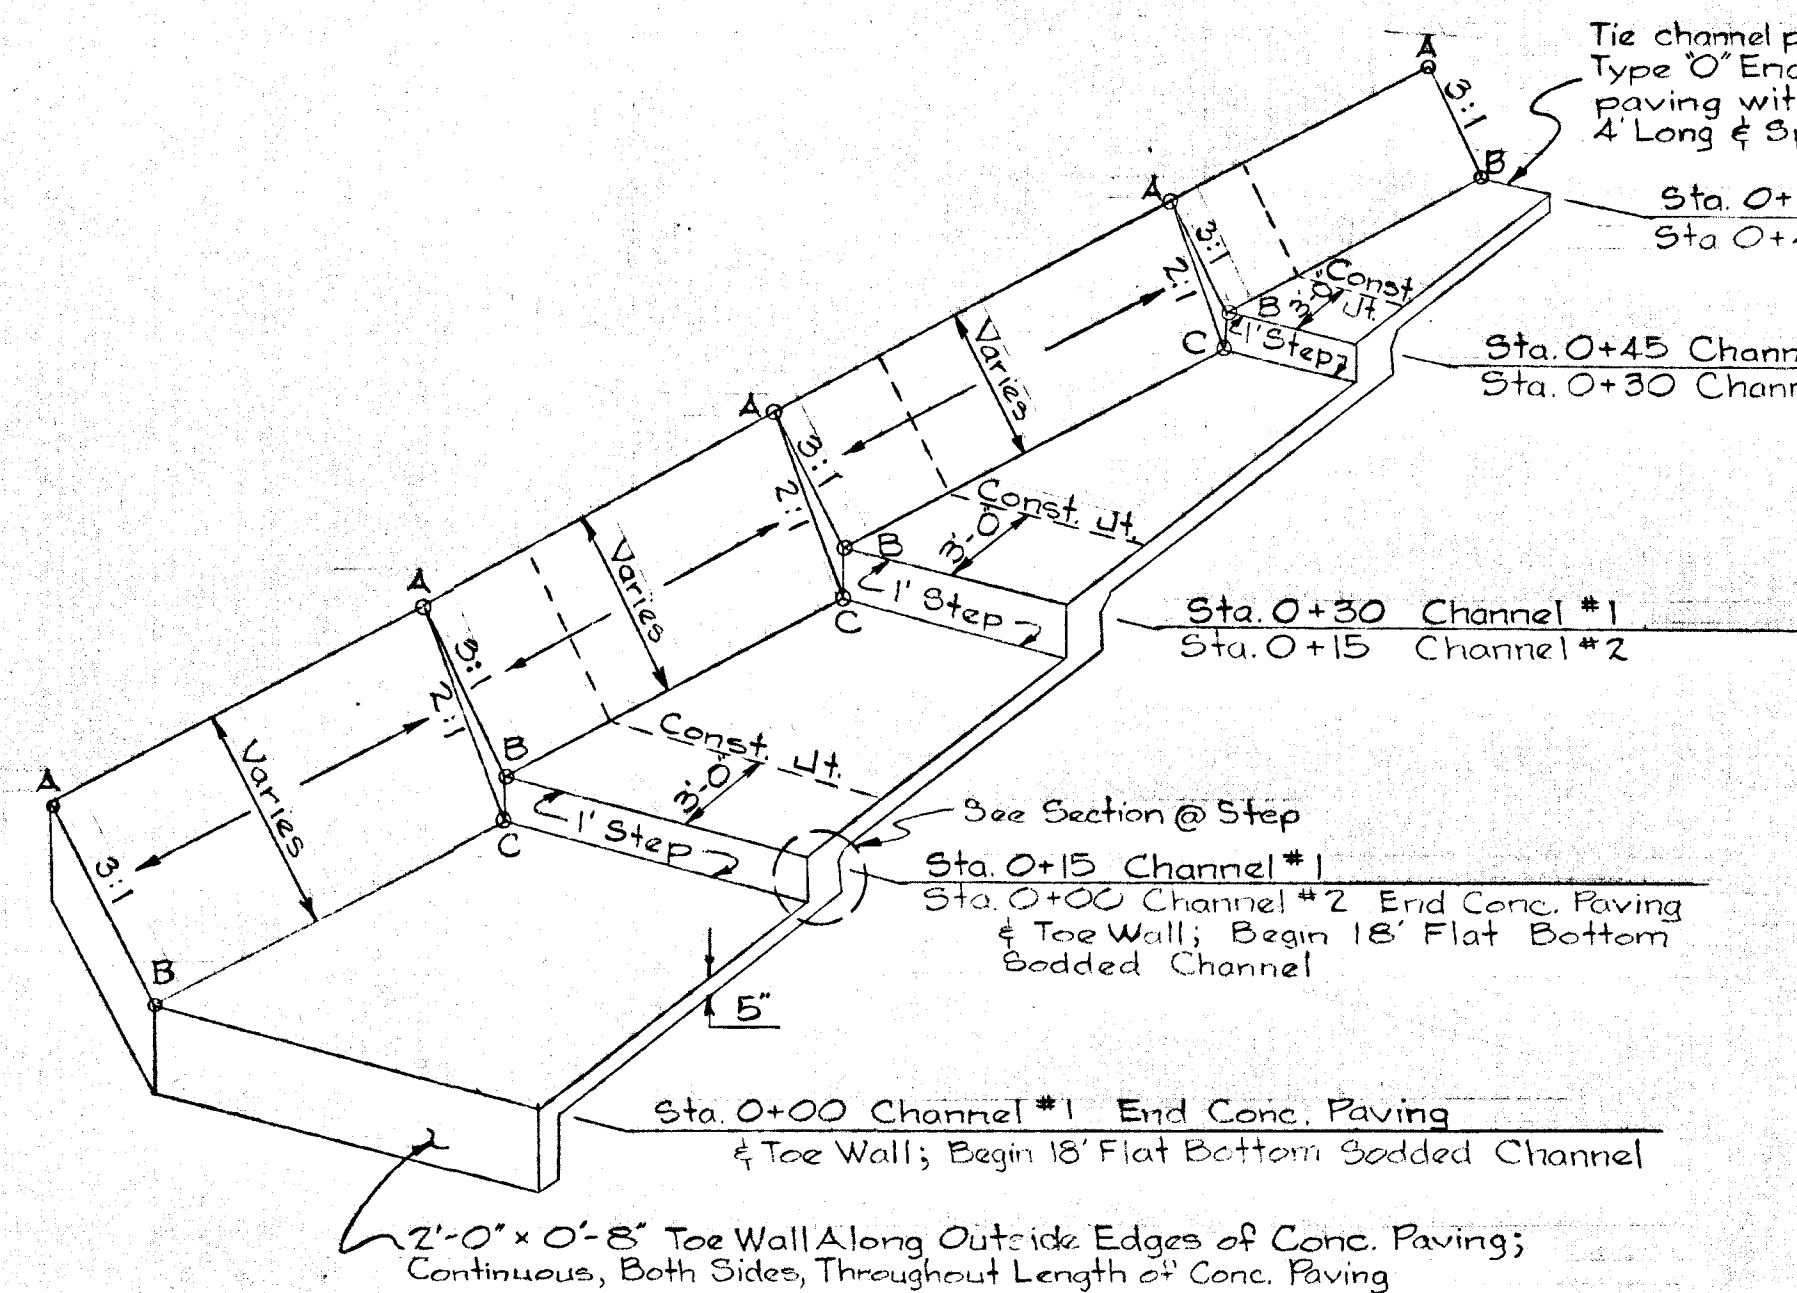 A
Tie channel
Type "O"
paving
4' Long &
3:1
B
Sta. 0+
Sta 0+
A
3:1
2:1
Const.
Jt.
3'-0"
B
1' Step
C
Sta. 0+45
Sta. 0+30
Varies
A
3:1
2:1
Const. Jt.
3'-0"
B
1' Step
C
Sta. 0+30 Channel #1
Sta. 0+15 Channel #2
Varies
A
3:1
2:1
Const. Jt.
3'-0"
B
1' Step
C
See Section @ Step
Sta. 0+15 Channel #1
Sta. 0+00 Channel #2 End Conc. Paving
& Toe Wall; Begin 18' Flat Bottom
Sodded Channel
Varies
A
3:1
B
5"
Sta. 0+00 Channel #1 End Conc. Paving
& Toe Wall; Begin 18' Flat Bottom Sodded Channel
2'-0" x 0'-8" Toe Wall Along Outside Edges of Conc. Paving;
Continuous, Both Sides, Throughout Length of Conc. Paving